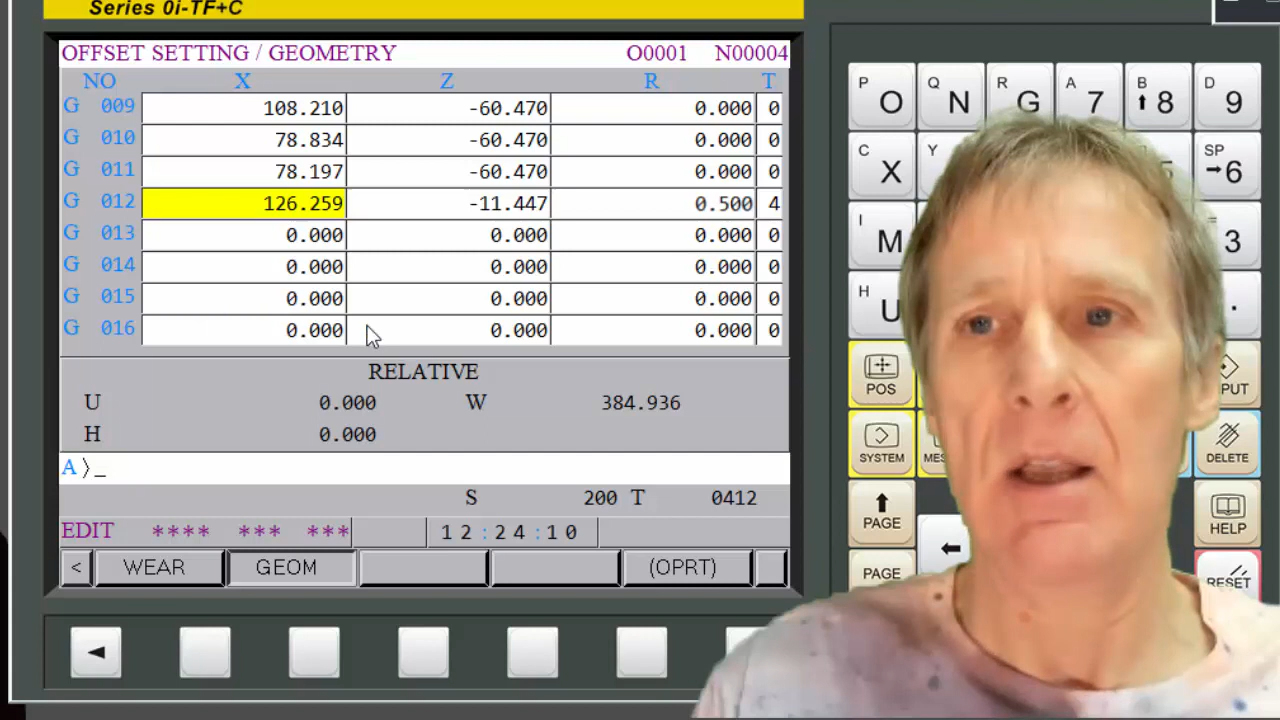 Series 0i-TF+C
OFFSET SETTING / GEOMETRY O0001 N00004
NO X Z R T
G 009 108.210 -60.470 0.000 0
G 010 78.834 -60.470 0.000 0
G 011 78.197 -60.470 0.000 0
G 012 126.259 -11.447 0.500 4
G 013 0.000 0.000 0.000 0
G 014 0.000 0.000 0.000 0
G 015 0.000 0.000 0.000 0
G 016 0.000 0.000 0.000 0
RELATIVE
U 0.000 W 384.936
H 0.000
A 〉_
S 200 T 0412
EDIT **** *** *** 12:24:10
< WEAR GEOM (OPRT)
P O Q N R G A 7 B ↑ 8 D 9
C X Y SP → 6
I M 3
H U .
POS
SYSTEM DELETE
↑ PAGE ← HELP
PAGE RESET